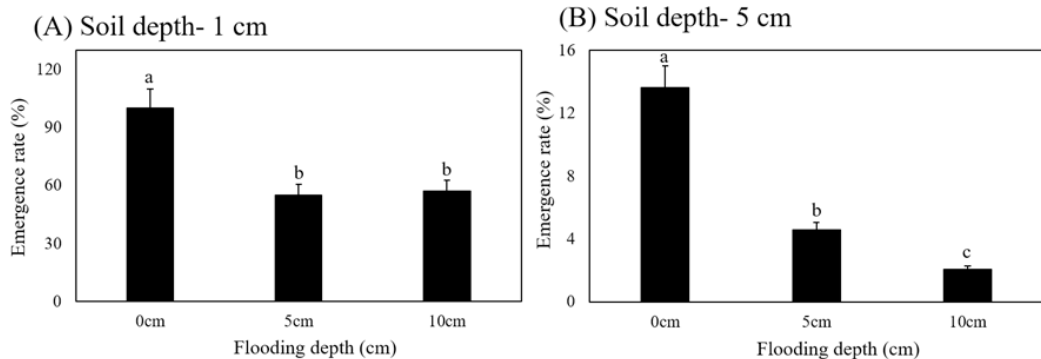 (A) Soil depth- 1 cm
120
90
60
30
0
Emergence rate (%)
a
b
b
0cm
5cm
10cm
Flooding depth (cm)
(B) Soil depth- 5 cm
16
12
8
4
0
Emergence rate (%)
a
b
c
0cm
5cm
10cm
Flooding depth (cm)